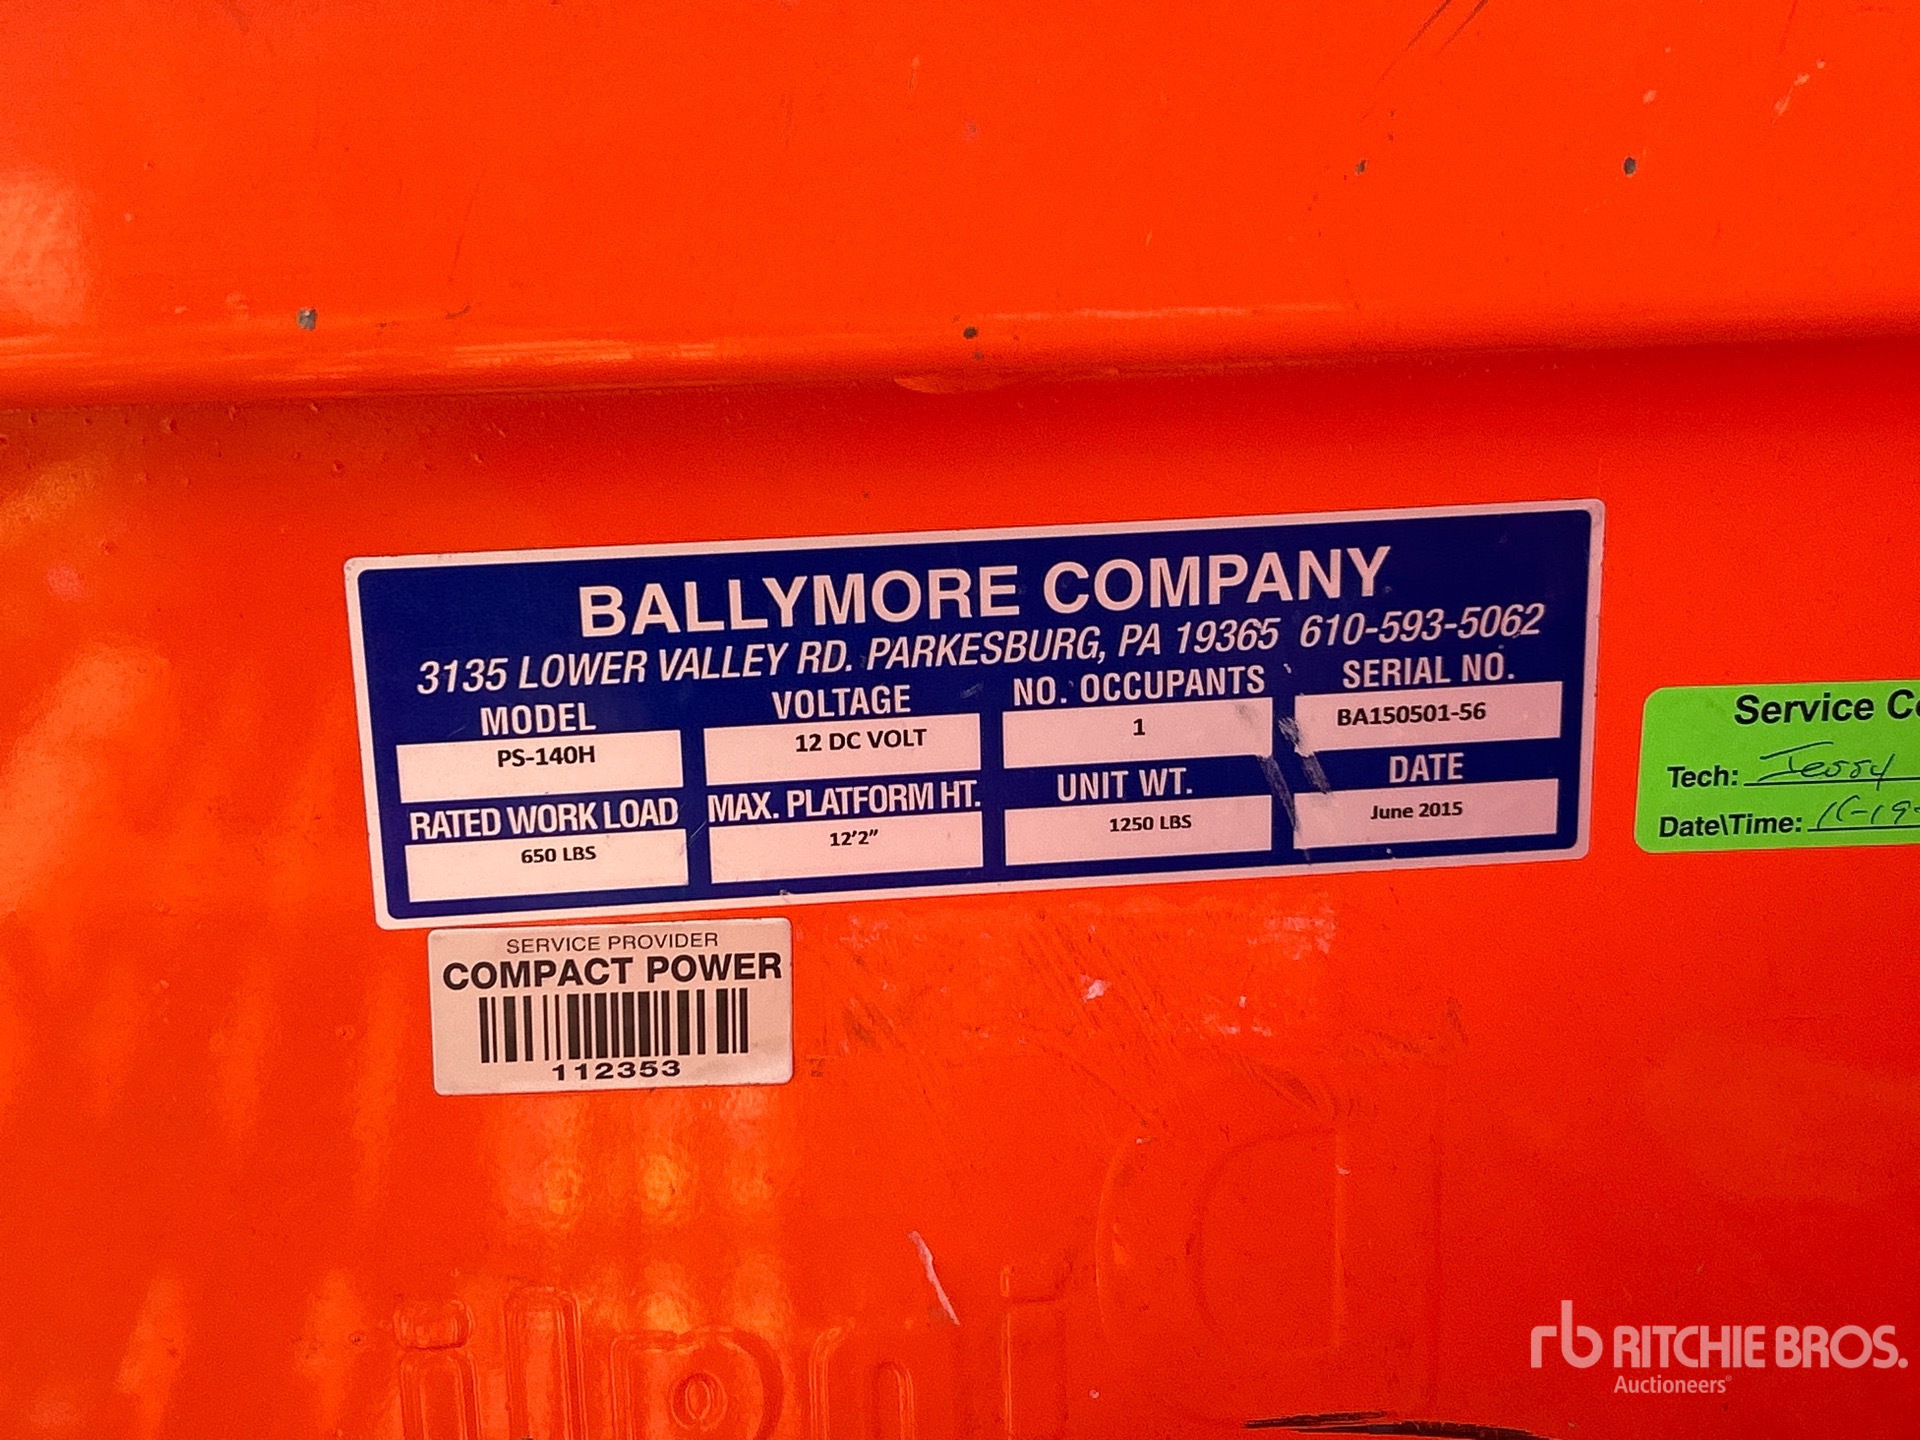 BALLYMORE COMPANY
3135 LOWER VALLEY RD. PARKESBURG, PA 19365 610-593-5062
MODEL VOLTAGE NO. OCCUPANTS SERIAL NO.
PS-140H 12 DC VOLT 1 BA150501-56
RATED WORK LOAD MAX. PLATFORM HT. UNIT WT. DATE
650 LBS 12'2" 1250 LBS June 2015
SERVICE PROVIDER
COMPACT POWER
112353
Service
Tech:
Date\Time:
rb RITCHIE BROS.
Auctioneers